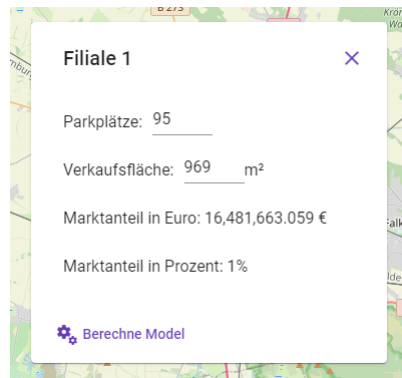 B 273
Filiale 1
Parkplätze: 95
Verkaufsfläche: 969 m²
Marktanteil in Euro: 16,481,663.059 €
Marktanteil in Prozent: 1%
Berechne Model